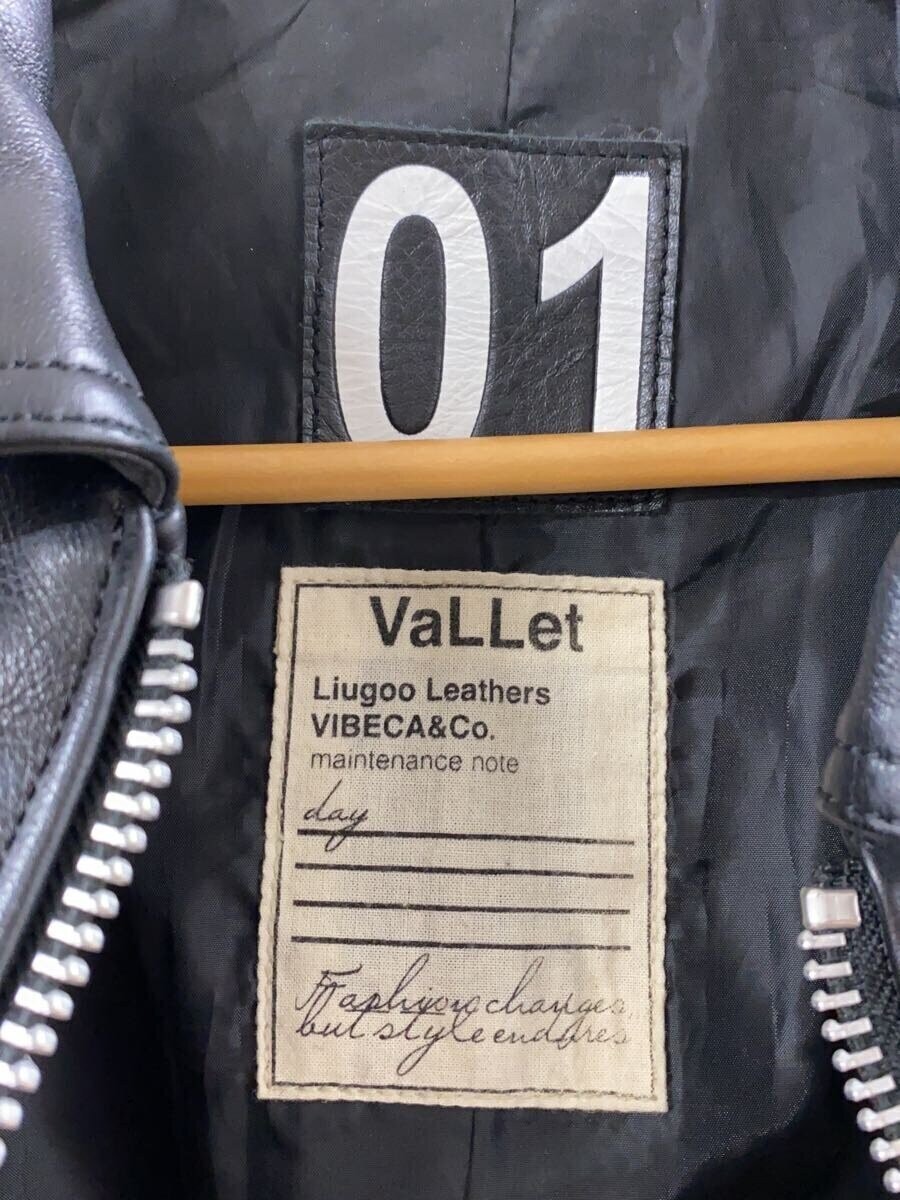 01
VaLLet
Liugoo Leathers
VIBECA&Co.
maintenance note
day
Fashion changes,
but style endures